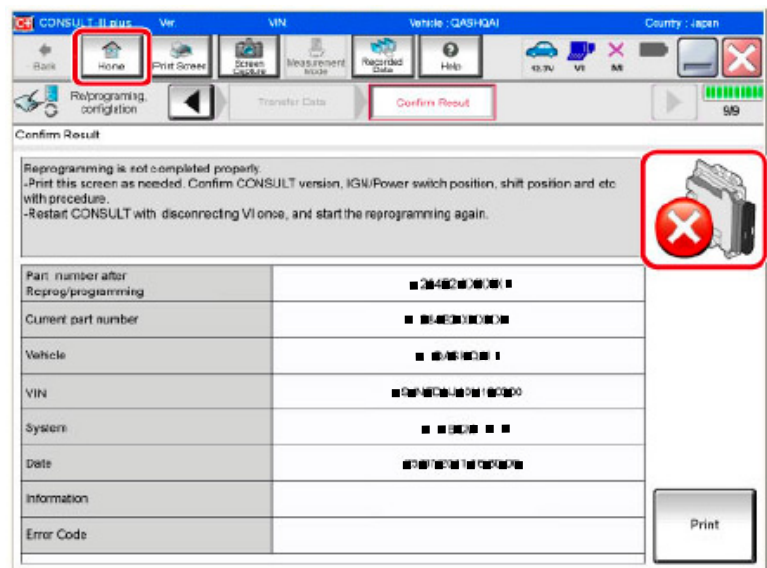 CONSULT-III plus Ver. VIN: Vehicle : QASHQAI Country : Japan
Back Home Print Screen Screen Capture Measurement Mode Recorded Data Help 12.3V VI MI
Re/programing, configration Transfer Data Confirm Result 9/9
Confirm Result
Reprogramming is not completed properly.
-Print this screen as needed. Confirm CONSULT version, IGN/Power switch position, shift position and etc
with procedure.
-Restart CONSULT with disconnecting VI once, and start the reprogramming again.
Part number after
Reprog/programming
Current part number
Vehicle
VIN
System
Date
Information
Error Code
Print